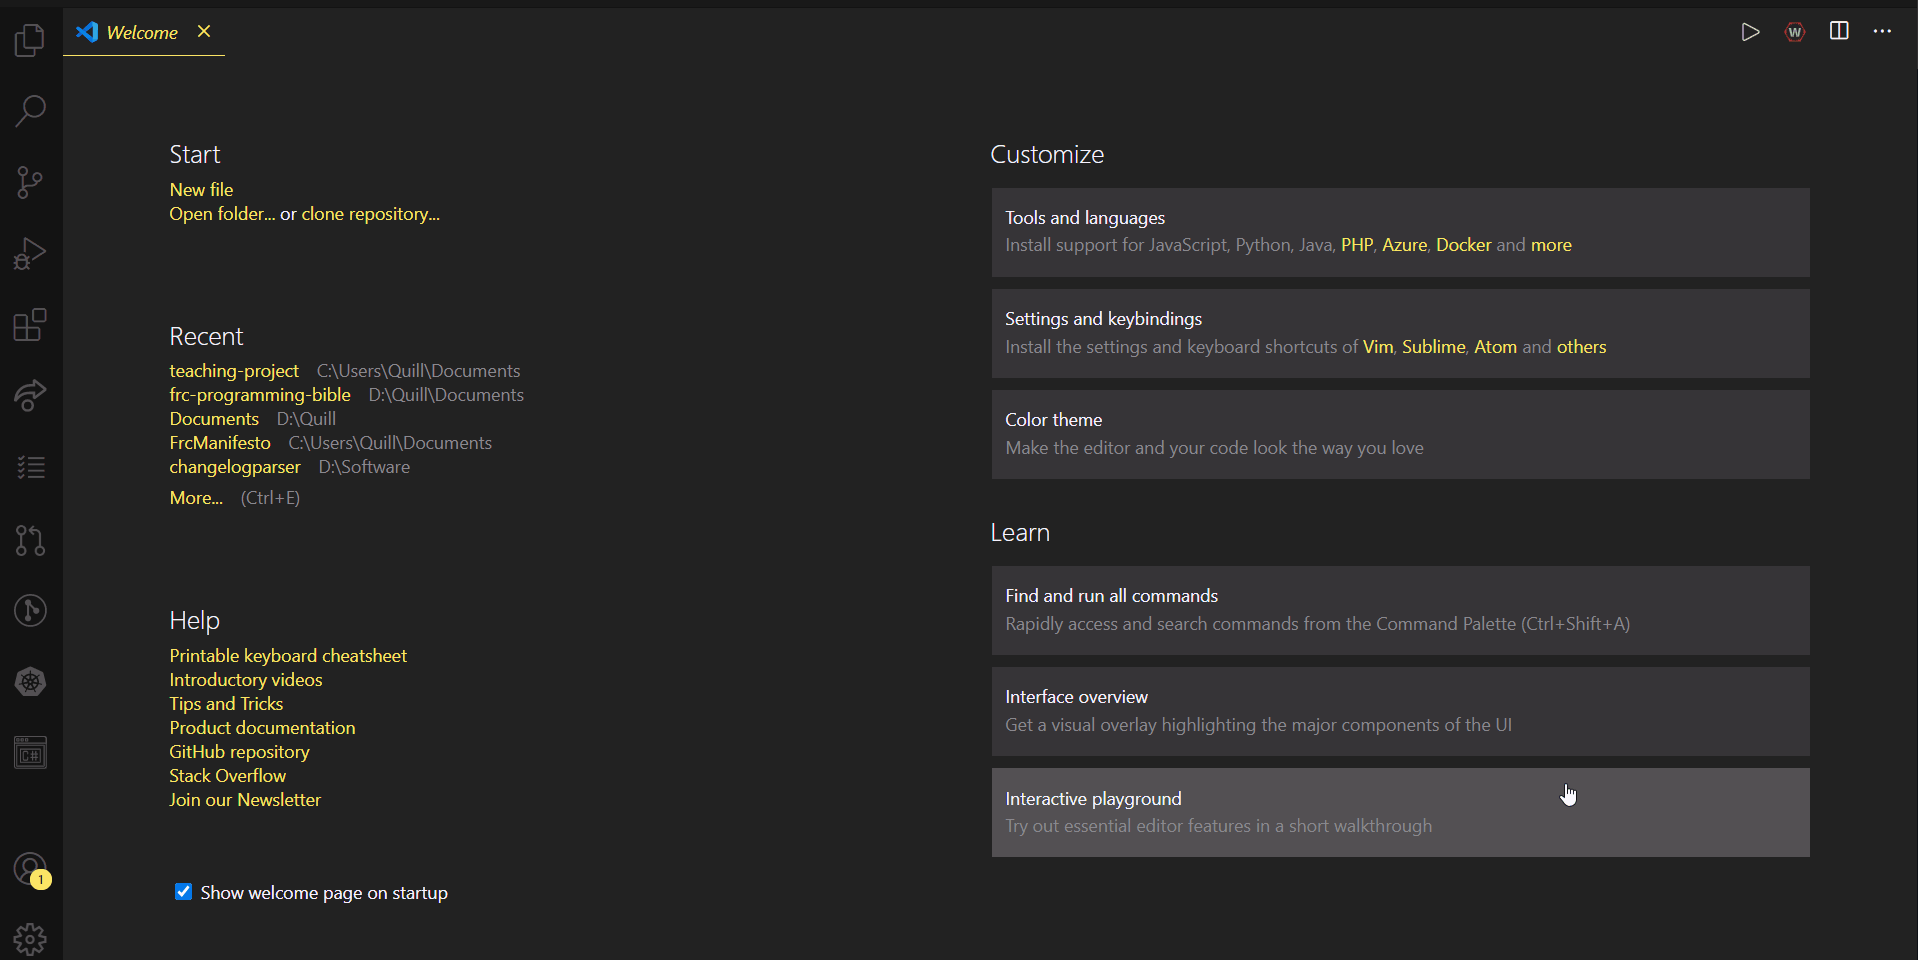 Welcome
W
Start
New file
Open folder... or clone repository...
Recent
teaching-project C:\Users\Quill\Documents
frc-programming-bible D:\Quill\Documents
Documents D:\Quill
FrcManifesto C:\Users\Quill\Documents
changelogparser D:\Software
More... (Ctrl+E)
Help
Printable keyboard cheatsheet
Introductory videos
Tips and Tricks
Product documentation
GitHub repository
Stack Overflow
Join our Newsletter
Show welcome page on startup
Customize
Tools and languages
Install support for JavaScript, Python, Java, PHP, Azure, Docker and more
Settings and keybindings
Install the settings and keyboard shortcuts of Vim, Sublime, Atom and others
Color theme
Make the editor and your code look the way you love
Learn
Find and run all commands
Rapidly access and search commands from the Command Palette (Ctrl+Shift+A)
Interface overview
Get a visual overlay highlighting the major components of the UI
Interactive playground
Try out essential editor features in a short walkthrough
C#
1